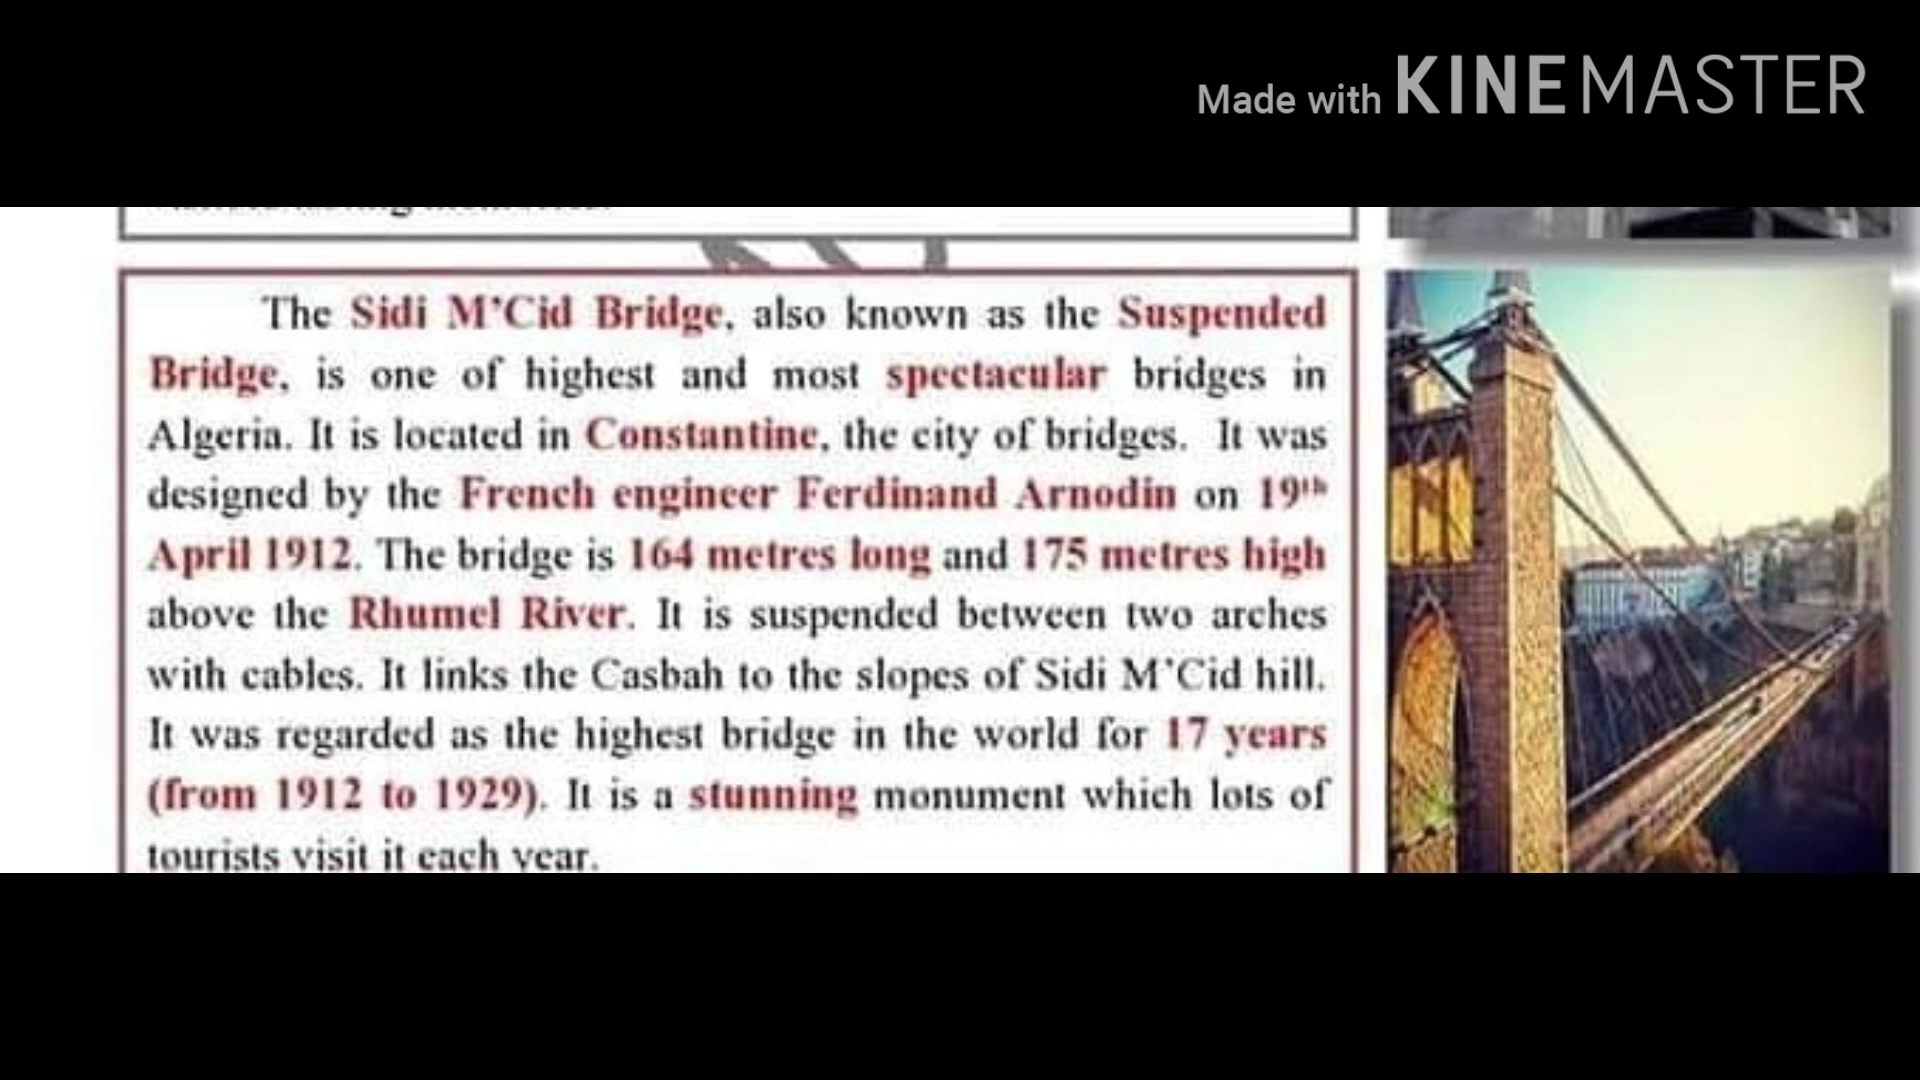 Made with KINEMASTER
The Sidi M'Cid Bridge, also known as the Suspended
Bridge, is one of highest and most spectacular bridges in
Algeria. It is located in Constantine, the city of bridges. It was
designed by the French engineer Ferdinand Arnodin on 19th
April 1912. The bridge is 164 metres long and 175 metres high
above the Rhumel River. It is suspended between two arches
with cables. It links the Casbah to the slopes of Sidi M'Cid hill.
It was regarded as the highest bridge in the world for 17 years
(from 1912 to 1929). It is a stunning monument which lots of
tourists visit it each year.